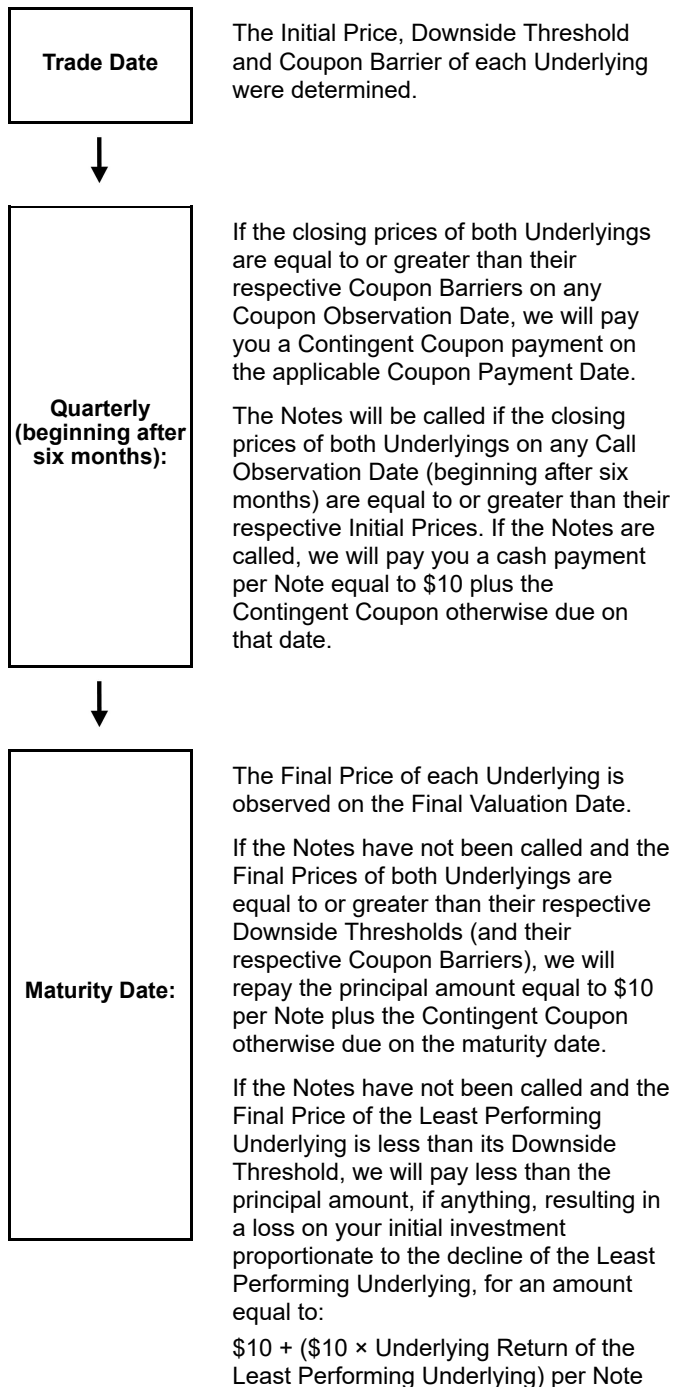 Trade Date
The Initial Price, Downside Threshold
and Coupon Barrier of each Underlying
were determined.
Quarterly
(beginning after
six months):
If the closing prices of both Underlyings
are equal to or greater than their
respective Coupon Barriers on any
Coupon Observation Date, we will pay
you a Contingent Coupon payment on
the applicable Coupon Payment Date.
The Notes will be called if the closing
prices of both Underlyings on any Call
Observation Date (beginning after six
months) are equal to or greater than their
respective Initial Prices. If the Notes are
called, we will pay you a cash payment
per Note equal to $10 plus the
Contingent Coupon otherwise due on
that date.
Maturity Date:
The Final Price of each Underlying is
observed on the Final Valuation Date.
If the Notes have not been called and the
Final Prices of both Underlyings are
equal to or greater than their respective
Downside Thresholds (and their
respective Coupon Barriers), we will
repay the principal amount equal to $10
per Note plus the Contingent Coupon
otherwise due on the maturity date.
If the Notes have not been called and the
Final Price of the Least Performing
Underlying is less than its Downside
Threshold, we will pay less than the
principal amount, if anything, resulting in
a loss on your initial investment
proportionate to the decline of the Least
Performing Underlying, for an amount
equal to:
$10 + ($10 × Underlying Return of the
Least Performing Underlying) per Note